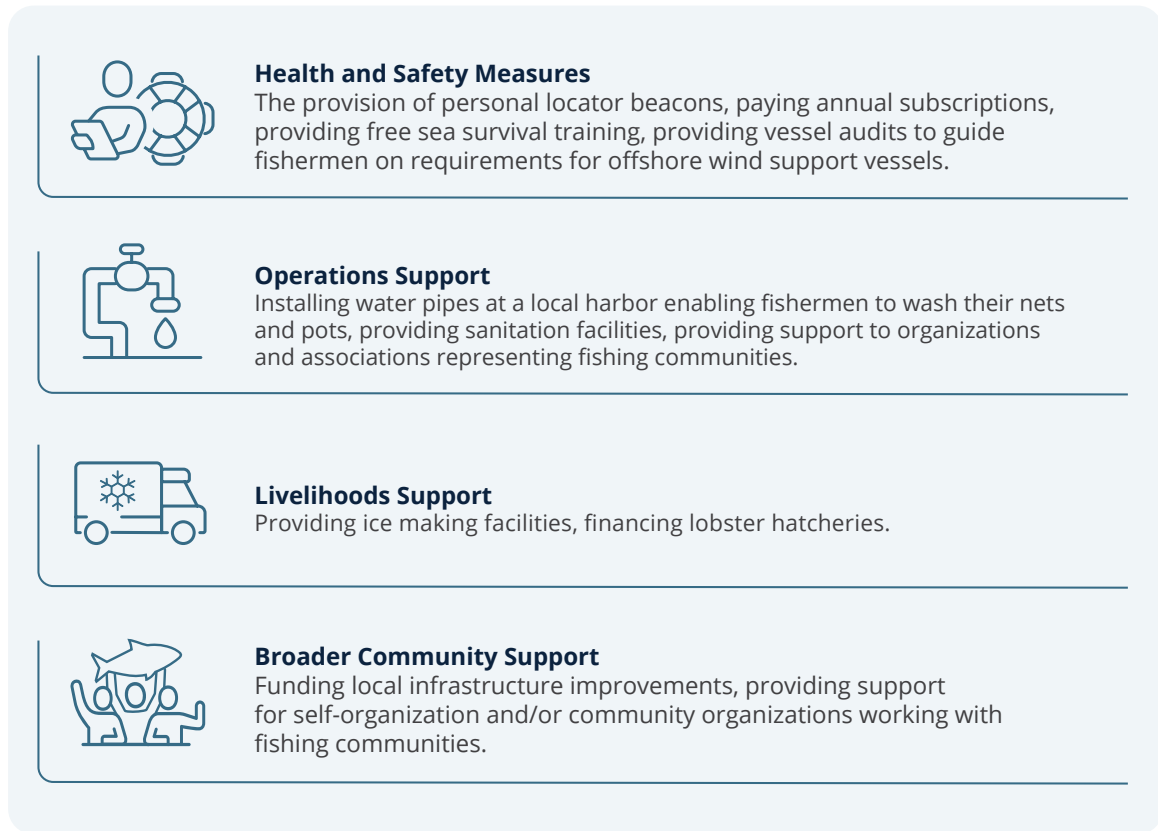 Health and Safety Measures
The provision of personal locator beacons, paying annual subscriptions,
providing free sea survival training, providing vessel audits to guide
fishermen on requirements for offshore wind support vessels.
Operations Support
Installing water pipes at a local harbor enabling fishermen to wash their nets
and pots, providing sanitation facilities, providing support to organizations
and associations representing fishing communities.
Livelihoods Support
Providing ice making facilities, financing lobster hatcheries.
Broader Community Support
Funding local infrastructure improvements, providing support
for self-organization and/or community organizations working with
fishing communities.